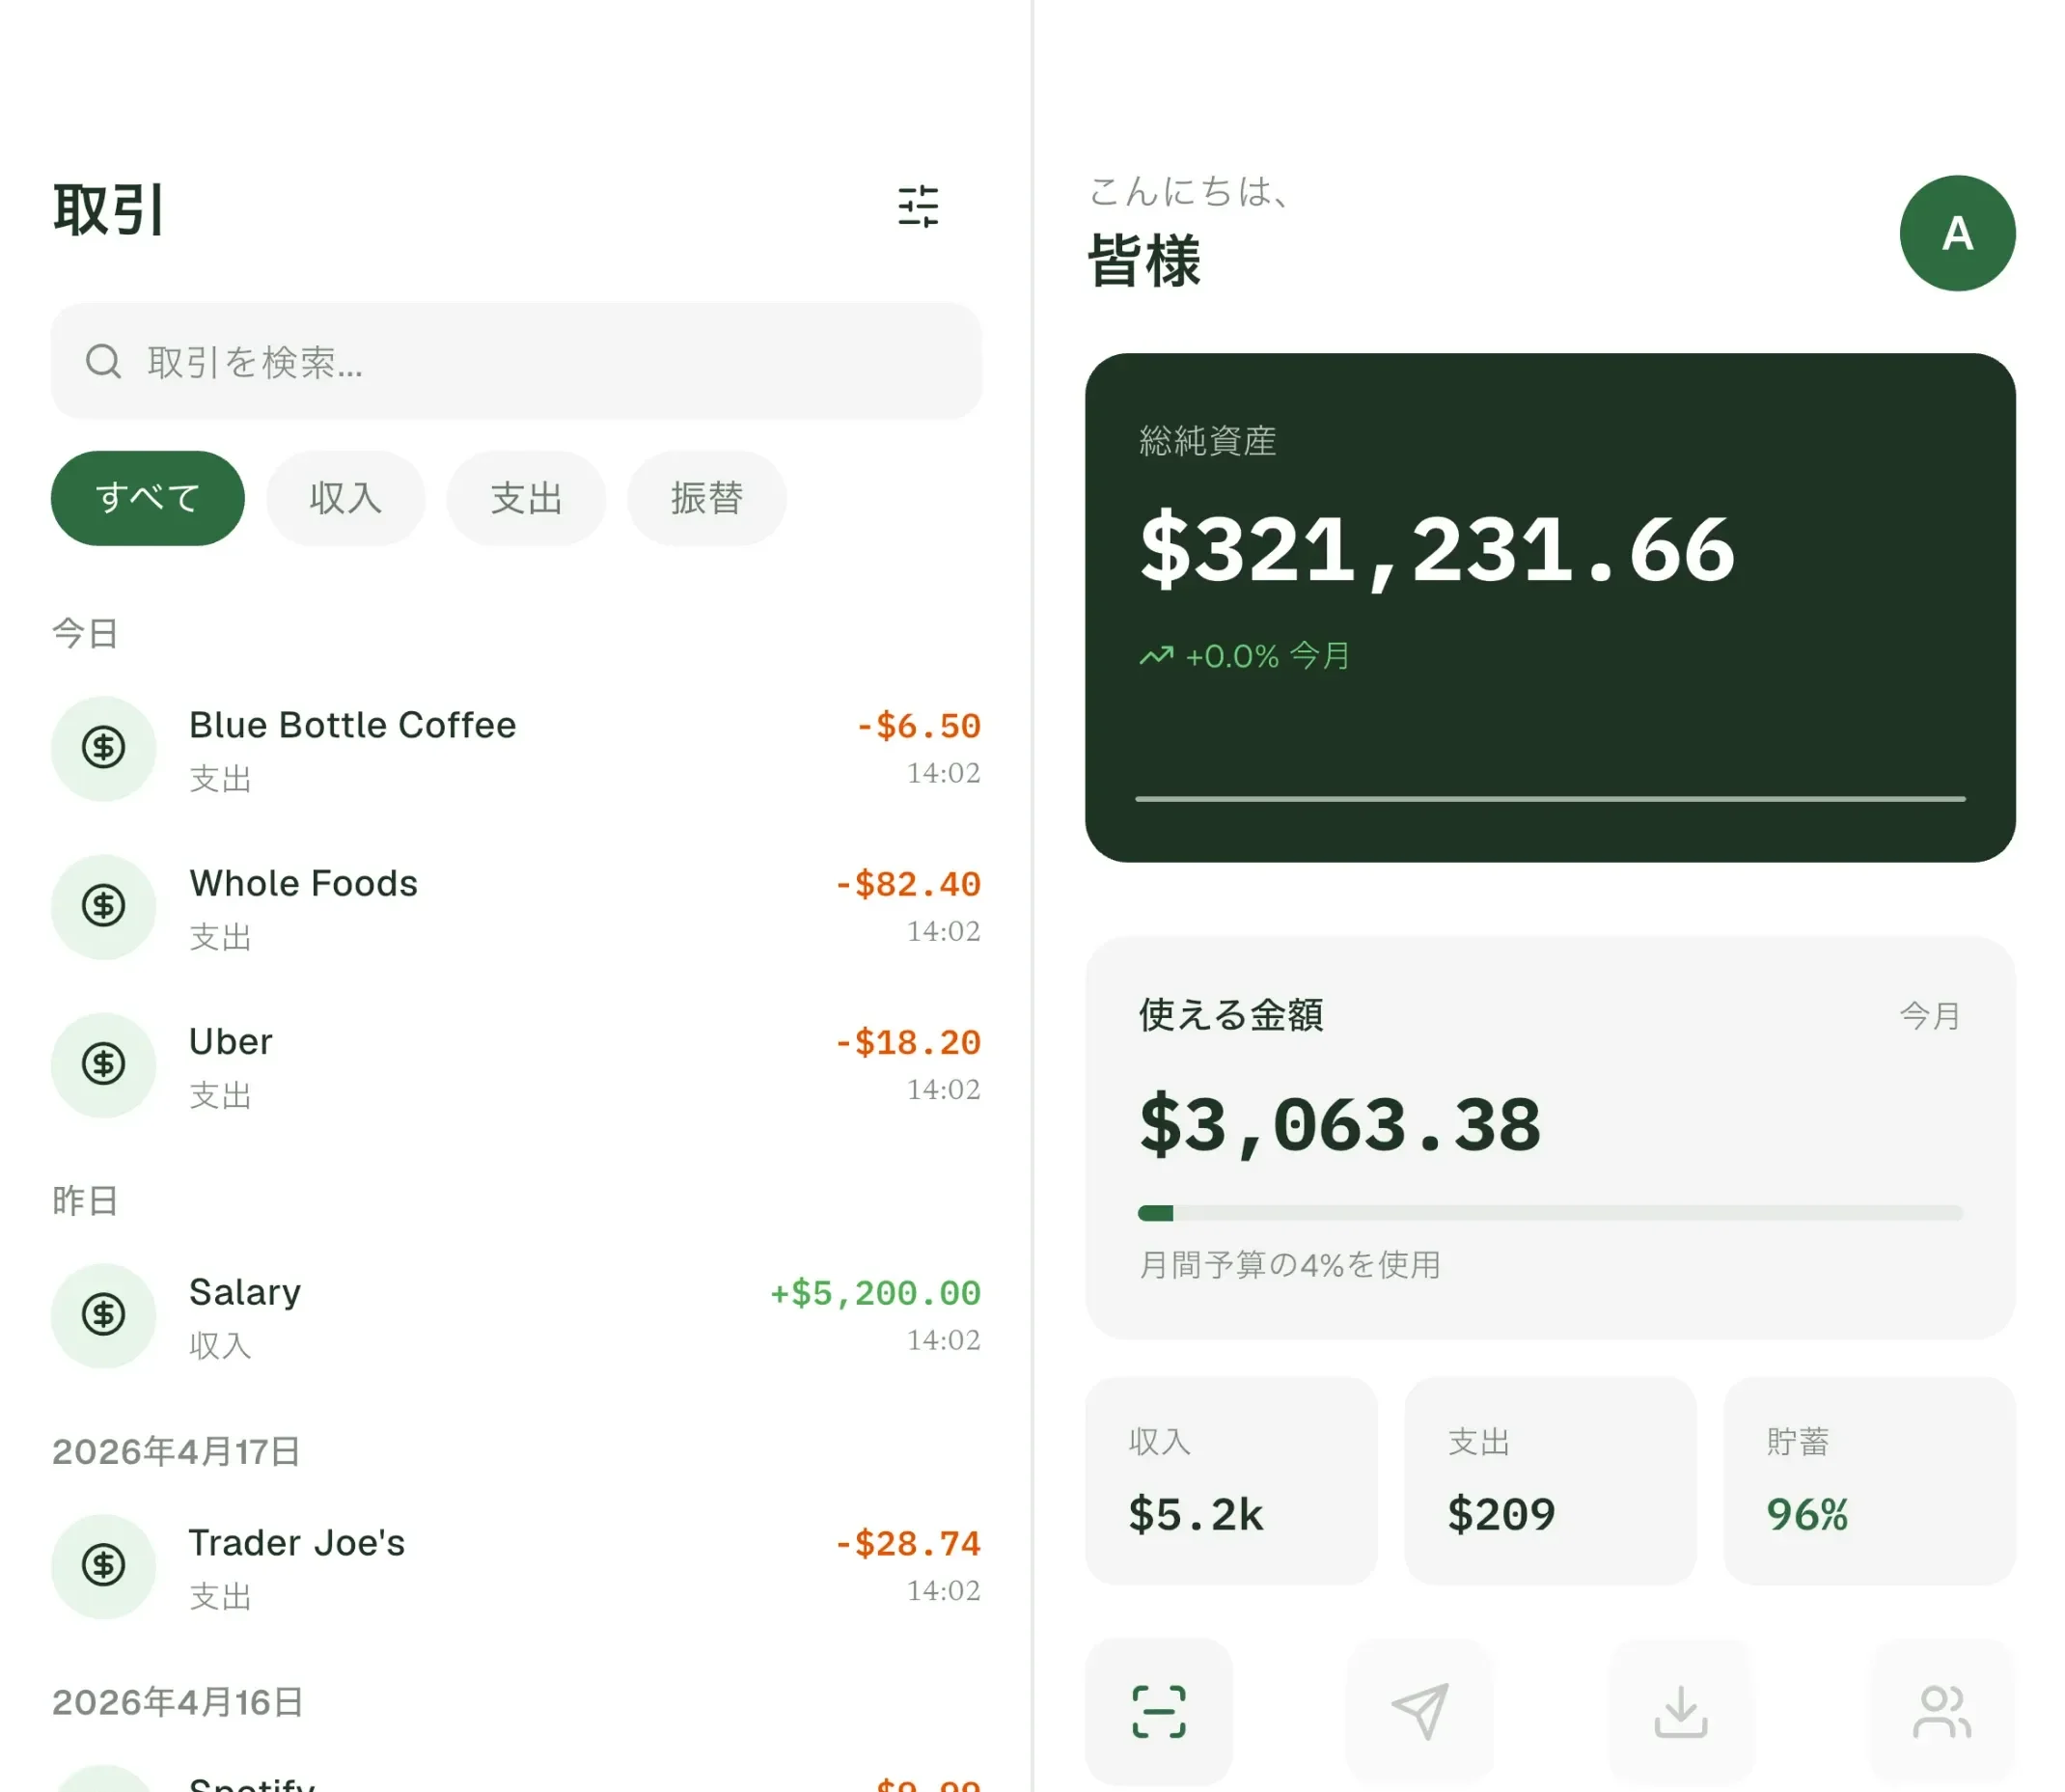 取引
取引を検索...
すべて
収入
支出
振替
今日
Blue Bottle Coffee
-$6.50
支出
14:02
Whole Foods
-$82.40
支出
14:02
Uber
-$18.20
支出
14:02
昨日
Salary
+$5,200.00
収入
14:02
2026年4月17日
Trader Joe's
-$28.74
支出
14:02
2026年4月16日
Spotify
-$9.99
こんにちは、
皆様
A
総純資産
$321,231.66
+0.0% 今月
使える金額
今月
$3,063.38
月間予算の4%を使用
収入
$5.2k
支出
$209
貯蓄
96%